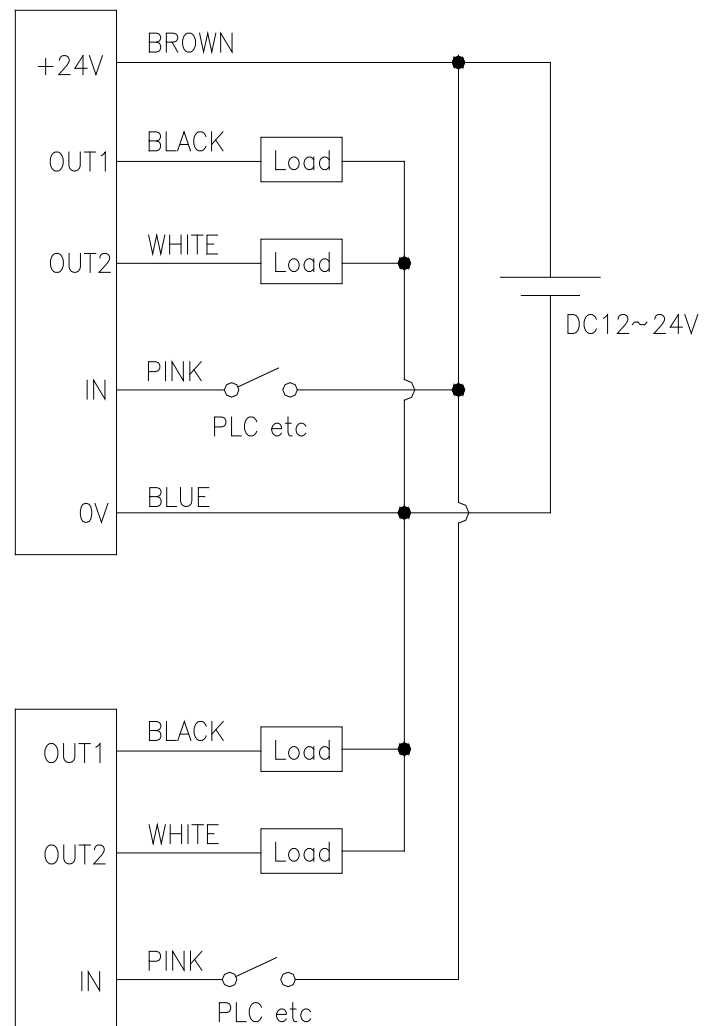 BROWN
+24V
BLACK
OUT1
Load
WHITE
OUT2
Load
DC12~24V
PINK
IN
PLC etc
BLUE
0V
BLACK
OUT1
Load
WHITE
OUT2
Load
PINK
IN
PLC etc